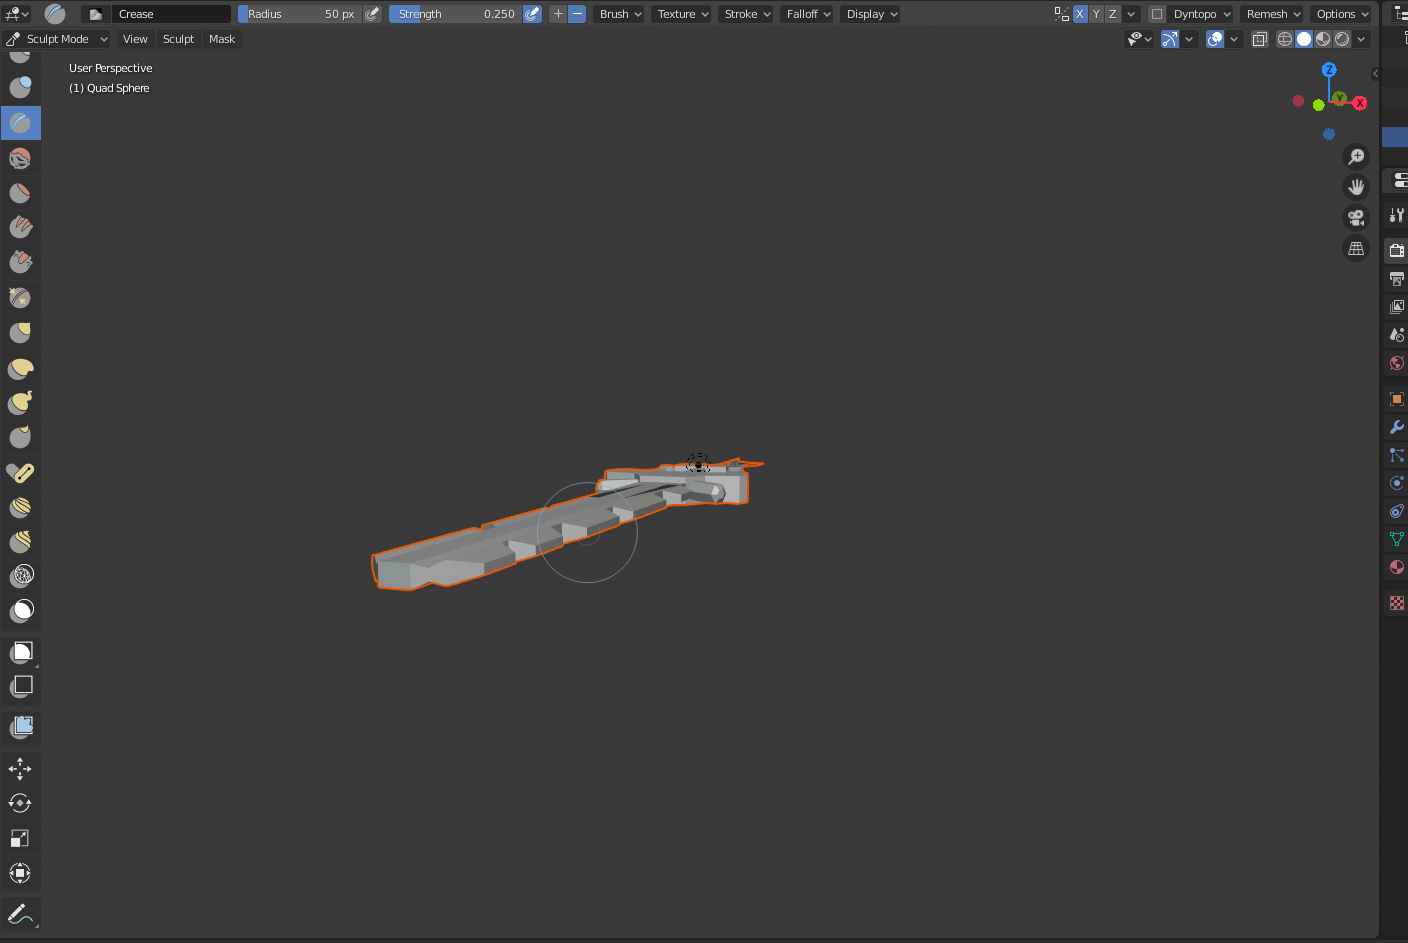 Crease Radius 50 px Strength 0.250 + − Brush Texture Stroke Falloff Display X Y Z Dyntopo Remesh Options
Sculpt Mode View Sculpt Mask
User Perspective
(1) Quad Sphere
Z
Y
X